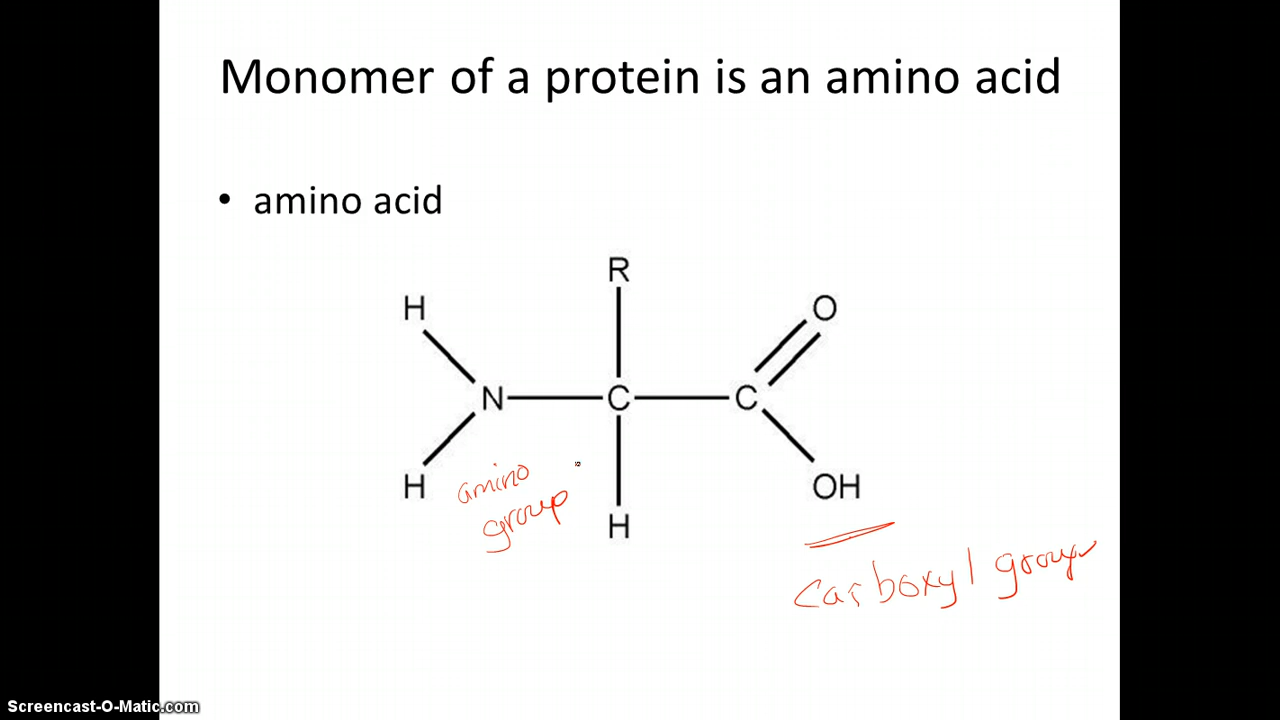 Monomer of a protein is an amino acid
• amino acid
R
H
O
N
C
C
H
OH
H
amino
group
carboxyl group
Screencast-O-Matic.com